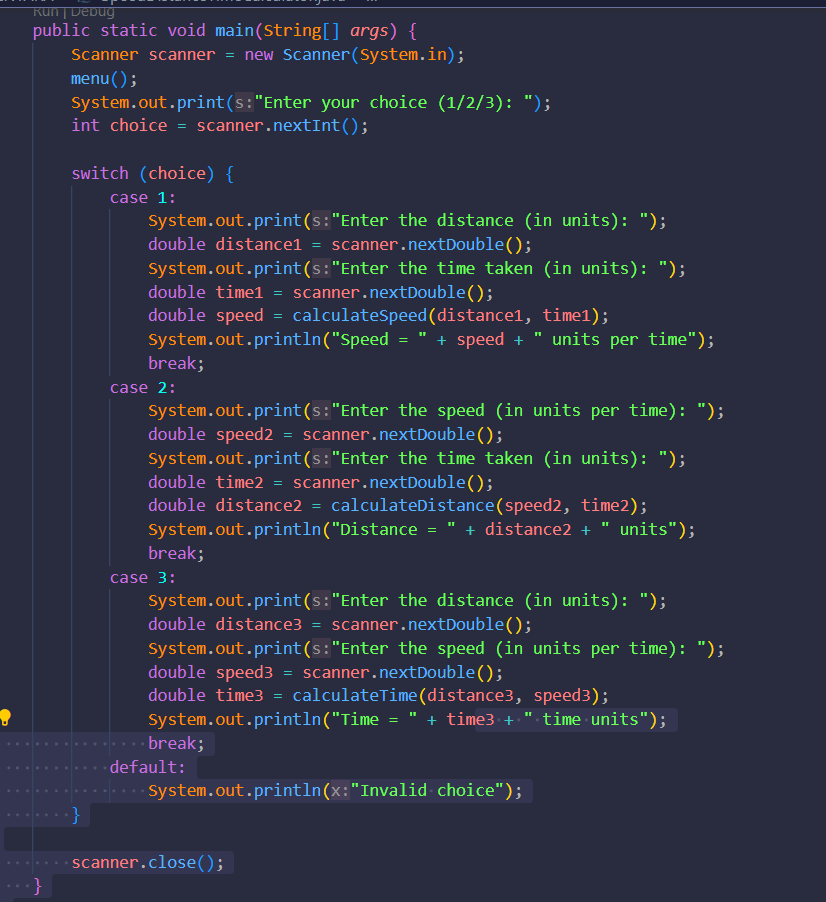 Run | Debug
public static void main(String[] args) {
    Scanner scanner = new Scanner(System.in);
    menu();
    System.out.print(s:"Enter your choice (1/2/3): ");
    int choice = scanner.nextInt();

    switch (choice) {
        case 1:
            System.out.print(s:"Enter the distance (in units): ");
            double distance1 = scanner.nextDouble();
            System.out.print(s:"Enter the time taken (in units): ");
            double time1 = scanner.nextDouble();
            double speed = calculateSpeed(distance1, time1);
            System.out.println("Speed = " + speed + " units per time");
            break;
        case 2:
            System.out.print(s:"Enter the speed (in units per time): ");
            double speed2 = scanner.nextDouble();
            System.out.print(s:"Enter the time taken (in units): ");
            double time2 = scanner.nextDouble();
            double distance2 = calculateDistance(speed2, time2);
            System.out.println("Distance = " + distance2 + " units");
            break;
        case 3:
            System.out.print(s:"Enter the distance (in units): ");
            double distance3 = scanner.nextDouble();
            System.out.print(s:"Enter the speed (in units per time): ");
            double speed3 = scanner.nextDouble();
            double time3 = calculateTime(distance3, speed3);
            System.out.println("Time = " + time3 + " time units");
            break;
        default:
            System.out.println(x:"Invalid choice");
    }

    scanner.close();
}